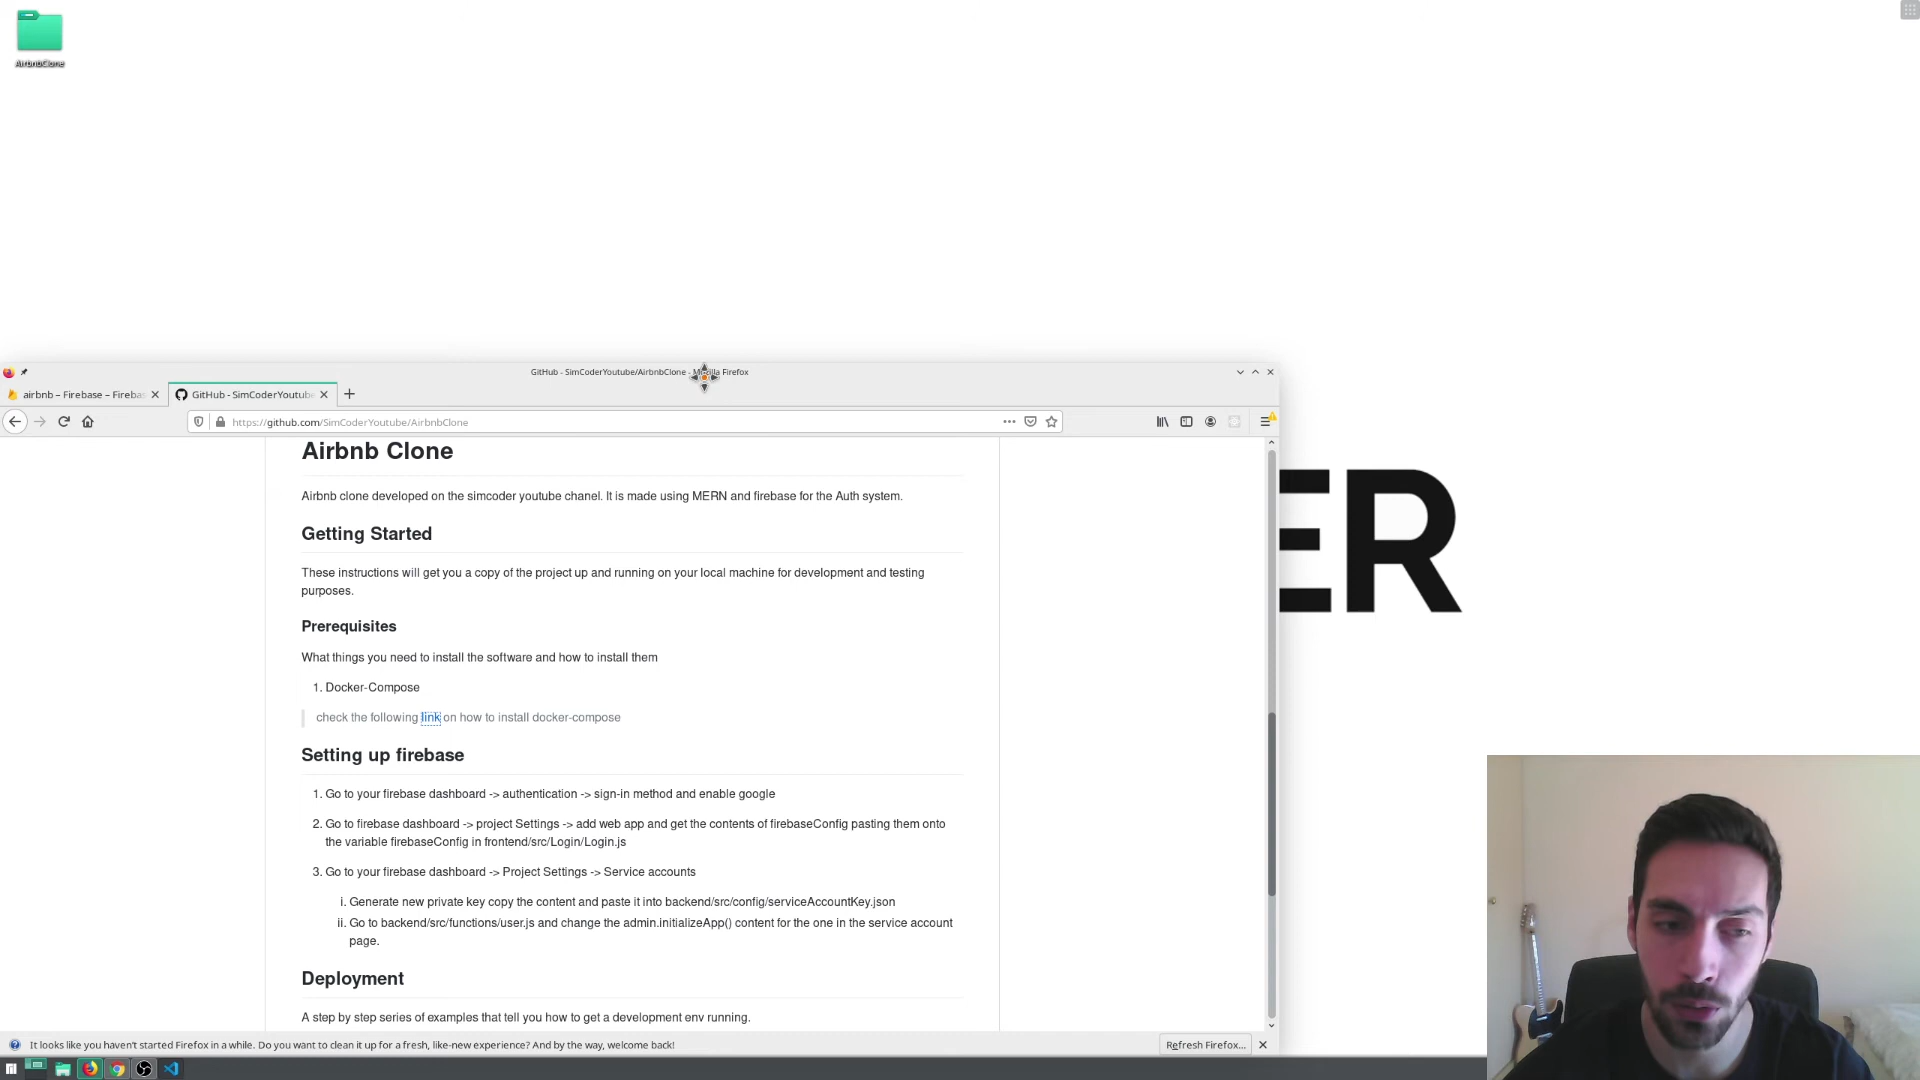 AirbnbClone
GitHub - SimCoderYoutube/AirbnbClone - Mozilla Firefox
airbnb – Firebase – Fireba
GitHub - SimCoderYoutube
https://github.com/SimCoderYoutube/AirbnbClone
Airbnb Clone
Airbnb clone developed on the simcoder youtube chanel. It is made using MERN and firebase for the Auth system.
Getting Started
These instructions will get you a copy of the project up and running on your local machine for development and testing
purposes.
Prerequisites
What things you need to install the software and how to install them
1. Docker-Compose
check the following link on how to install docker-compose
Setting up firebase
1. Go to your firebase dashboard -> authentication -> sign-in method and enable google
2. Go to firebase dashboard -> project Settings -> add web app and get the contents of firebaseConfig pasting them onto
the variable firebaseConfig in frontend/src/Login/Login.js
3. Go to your firebase dashboard -> Project Settings -> Service accounts
i. Generate new private key copy the content and paste it into backend/src/config/serviceAccountKey.json
ii. Go to backend/src/functions/user.js and change the admin.initializeApp() content for the one in the service account
page.
Deployment
A step by step series of examples that tell you how to get a development env running.
It looks like you haven't started Firefox in a while. Do you want to clean it up for a fresh, like-new experience? And by the way, welcome back!
Refresh Firefox...
ER